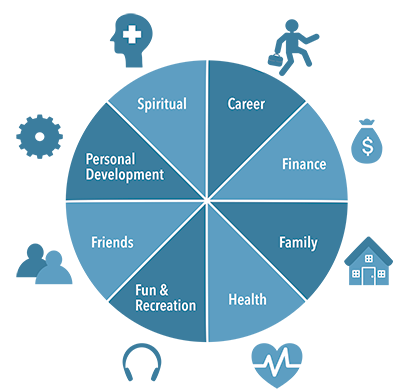 Spiritual
Career
Personal
Development
Finance
Friends
Family
Fun &
Recreation
Health
$